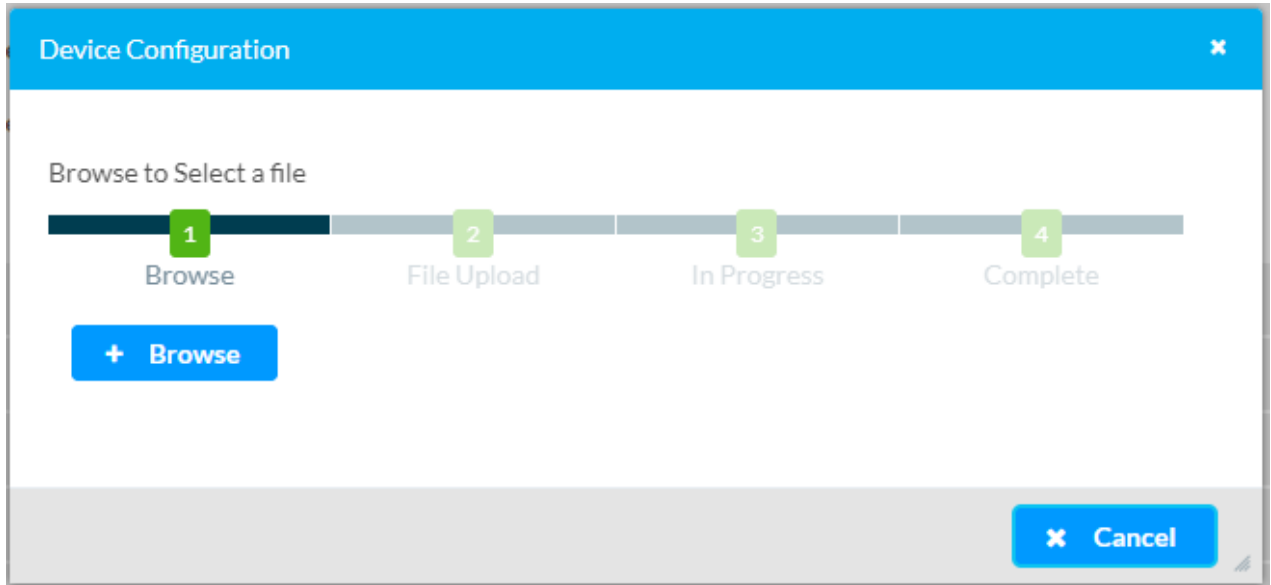 Device Configuration
Browse to Select a file
1 2 3 4
Browse File Upload In Progress Complete
Browse
Cancel